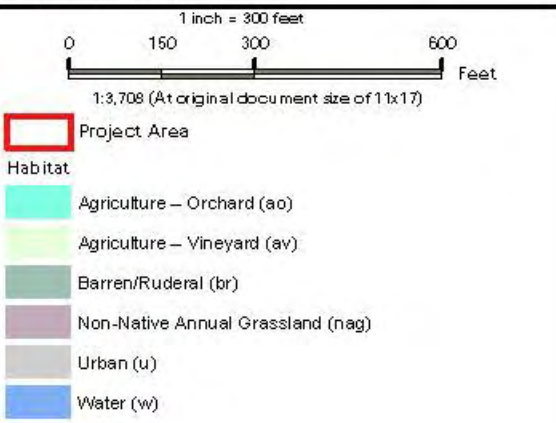 1 inch = 300 feet
0 150 300 600
Feet
1:3,708 (At original document size of 11x17)
Project Area
Habitat
Agriculture – Orchard (ao)
Agriculture – Vineyard (av)
Barren/Ruderal (br)
Non-Native Annual Grassland (nag)
Urban (u)
Water (w)